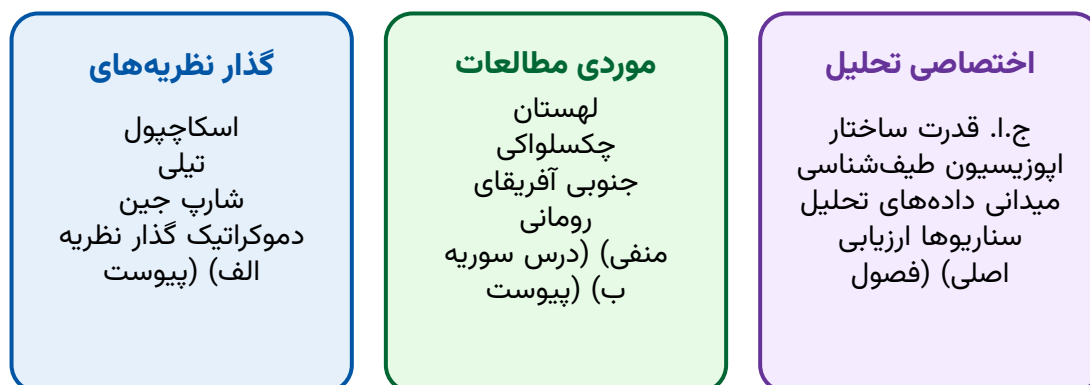 اختصاصی تحلیل
ج.ا. قدرت ساختار
اپوزیسیون طیف‌شناسی
میدانی داده‌های تحلیل
سناریوها ارزیابی
اصلی) (فصول
موردی مطالعات
لهستان
چکسلواکی
جنوبی آفریقای
رومانی
منفی) (درس سوریه
ب) (پیوست
گذار نظریه‌های
اسکاچپول
تیلی
شارپ جین
دموکراتیک گذار نظریه
الف) (پیوست